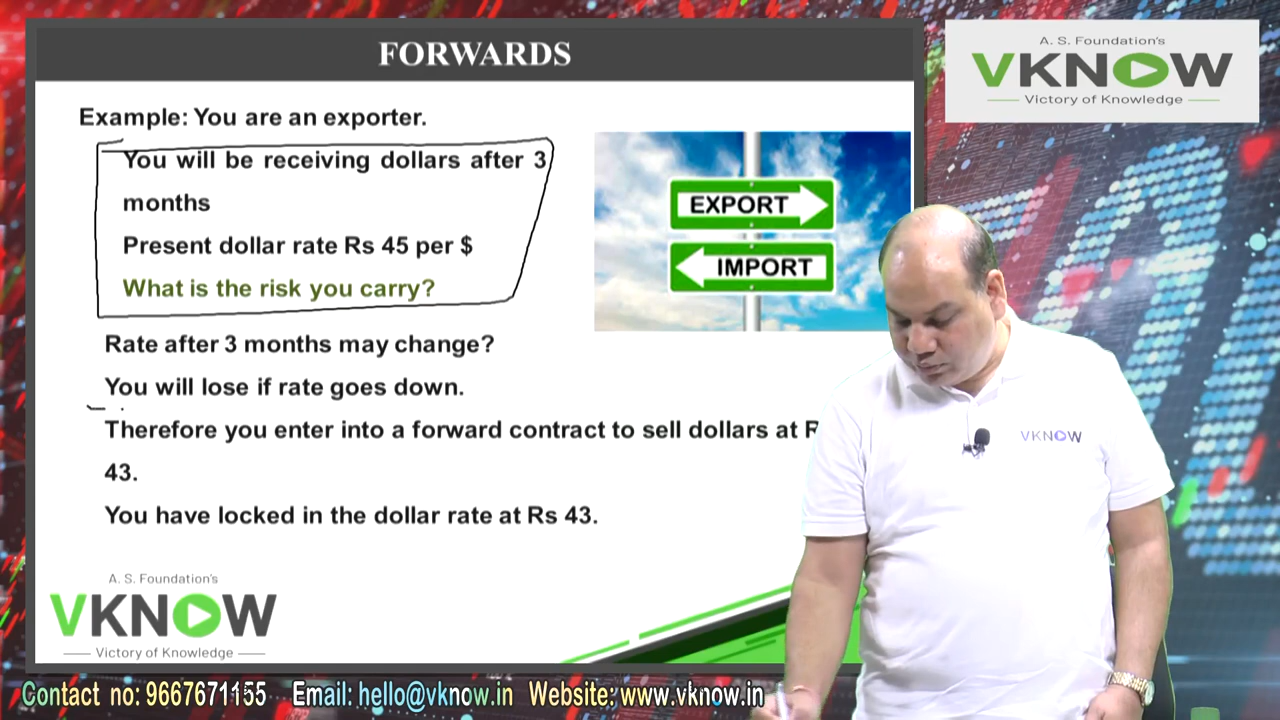 FORWARDS
A. S. Foundation's
VKNOW
Victory of Knowledge
Example: You are an exporter.
You will be receiving dollars after 3
months
Present dollar rate Rs 45 per $
What is the risk you carry?
EXPORT
IMPORT
Rate after 3 months may change?
You will lose if rate goes down.
Therefore you enter into a forward contract to sell dollars at
43.
You have locked in the dollar rate at Rs 43.
VKNOW
A. S. Foundation's
VKNOW
Victory of Knowledge
Contact no: 9667671155 Email: hello@vknow.in Website: www.vknow.in